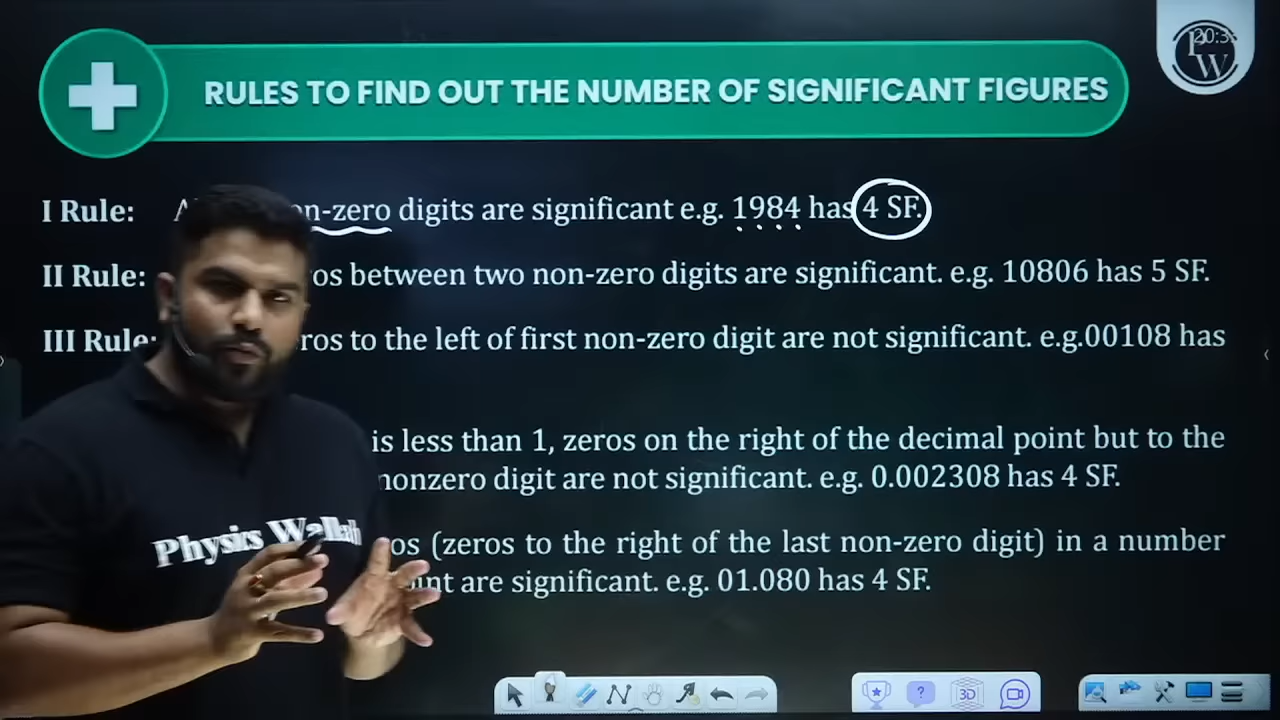 RULES TO FIND OUT THE NUMBER OF SIGNIFICANT FIGURES
PW
I Rule: on-zero digits are significant e.g. 1984 has 4 SF.
II Rule: ros between two non-zero digits are significant. e.g. 10806 has 5 SF.
III Rule: ros to the left of first non-zero digit are not significant. e.g.00108 has
is less than 1, zeros on the right of the decimal point but to the
nonzero digit are not significant. e.g. 0.002308 has 4 SF.
os (zeros to the right of the last non-zero digit) in a number
int are significant. e.g. 01.080 has 4 SF.
Physics Wallah
3D